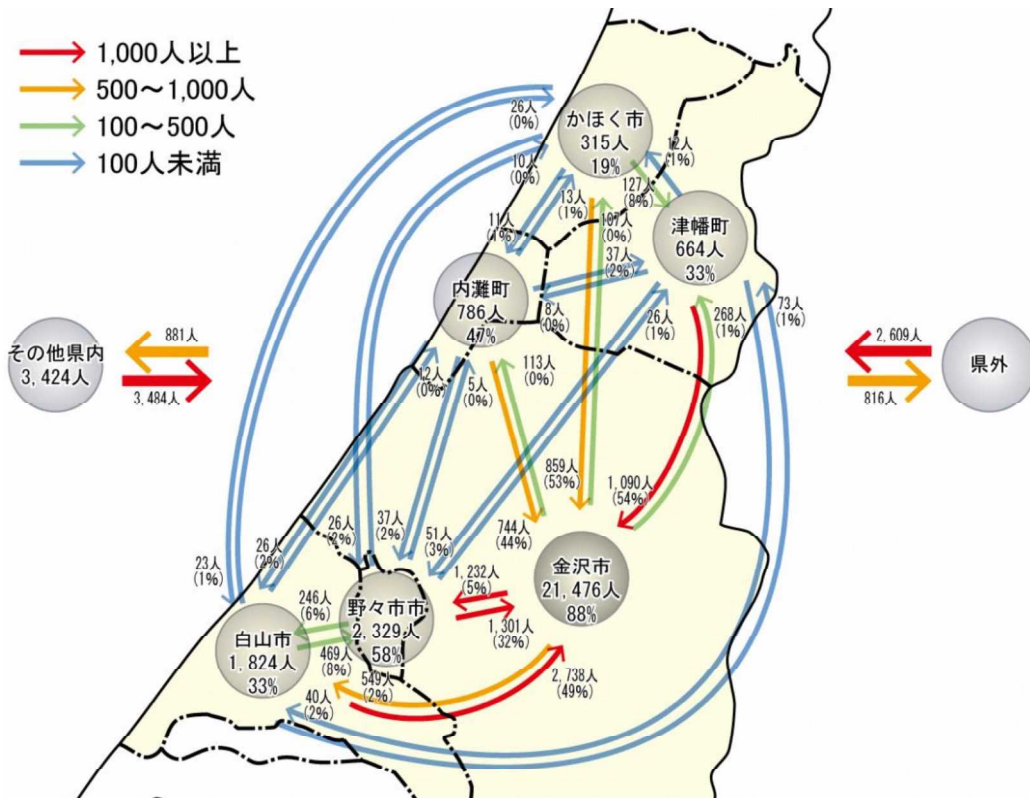 1,000人以上
500～1,000人
100～500人
100人未満
26人
(0%)
かほく市
315人
19%
12人
(1%)
10人
(0%)
127人
(8%)
13人
(1%)
107人
(0%)
津幡町
664人
33%
11人
(1%)
37人
(2%)
内灘町
786人
47%
8人
(0%)
26人
(1%)
268人
(1%)
73人
(1%)
その他県内
3,424人
881人
3,484人
2,609人
県外
816人
12人
(0%)
5人
(0%)
113人
(0%)
859人
(53%)
1,090人
(54%)
26人
(2%)
26人
(2%)
37人
(2%)
51人
(3%)
744人
(44%)
23人
(1%)
金沢市
21,476人
88%
1,232人
(5%)
1,301人
(32%)
246人
(6%)
野々市市
2,329人
58%
白山市
1,824人
33%
469人
(8%)
549人
(2%)
2,738人
(49%)
40人
(2%)